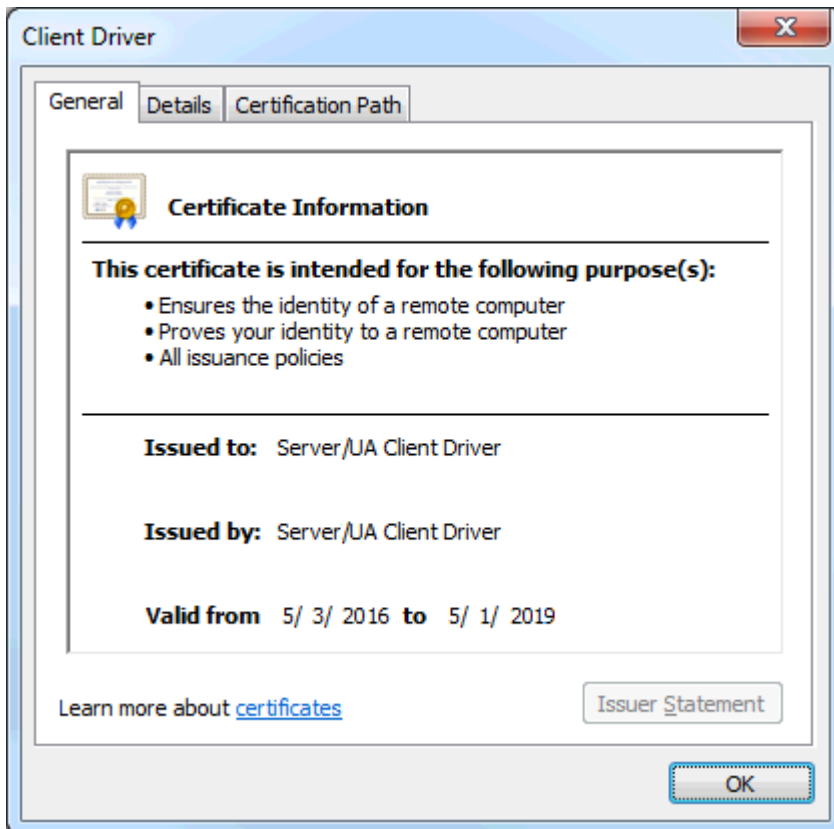 Client Driver
General Details Certification Path
Certificate Information
This certificate is intended for the following purpose(s):
• Ensures the identity of a remote computer
• Proves your identity to a remote computer
• All issuance policies
Issued to: Server/UA Client Driver
Issued by: Server/UA Client Driver
Valid from 5/ 3/ 2016 to 5/ 1/ 2019
Learn more about certificates
Issuer Statement
OK